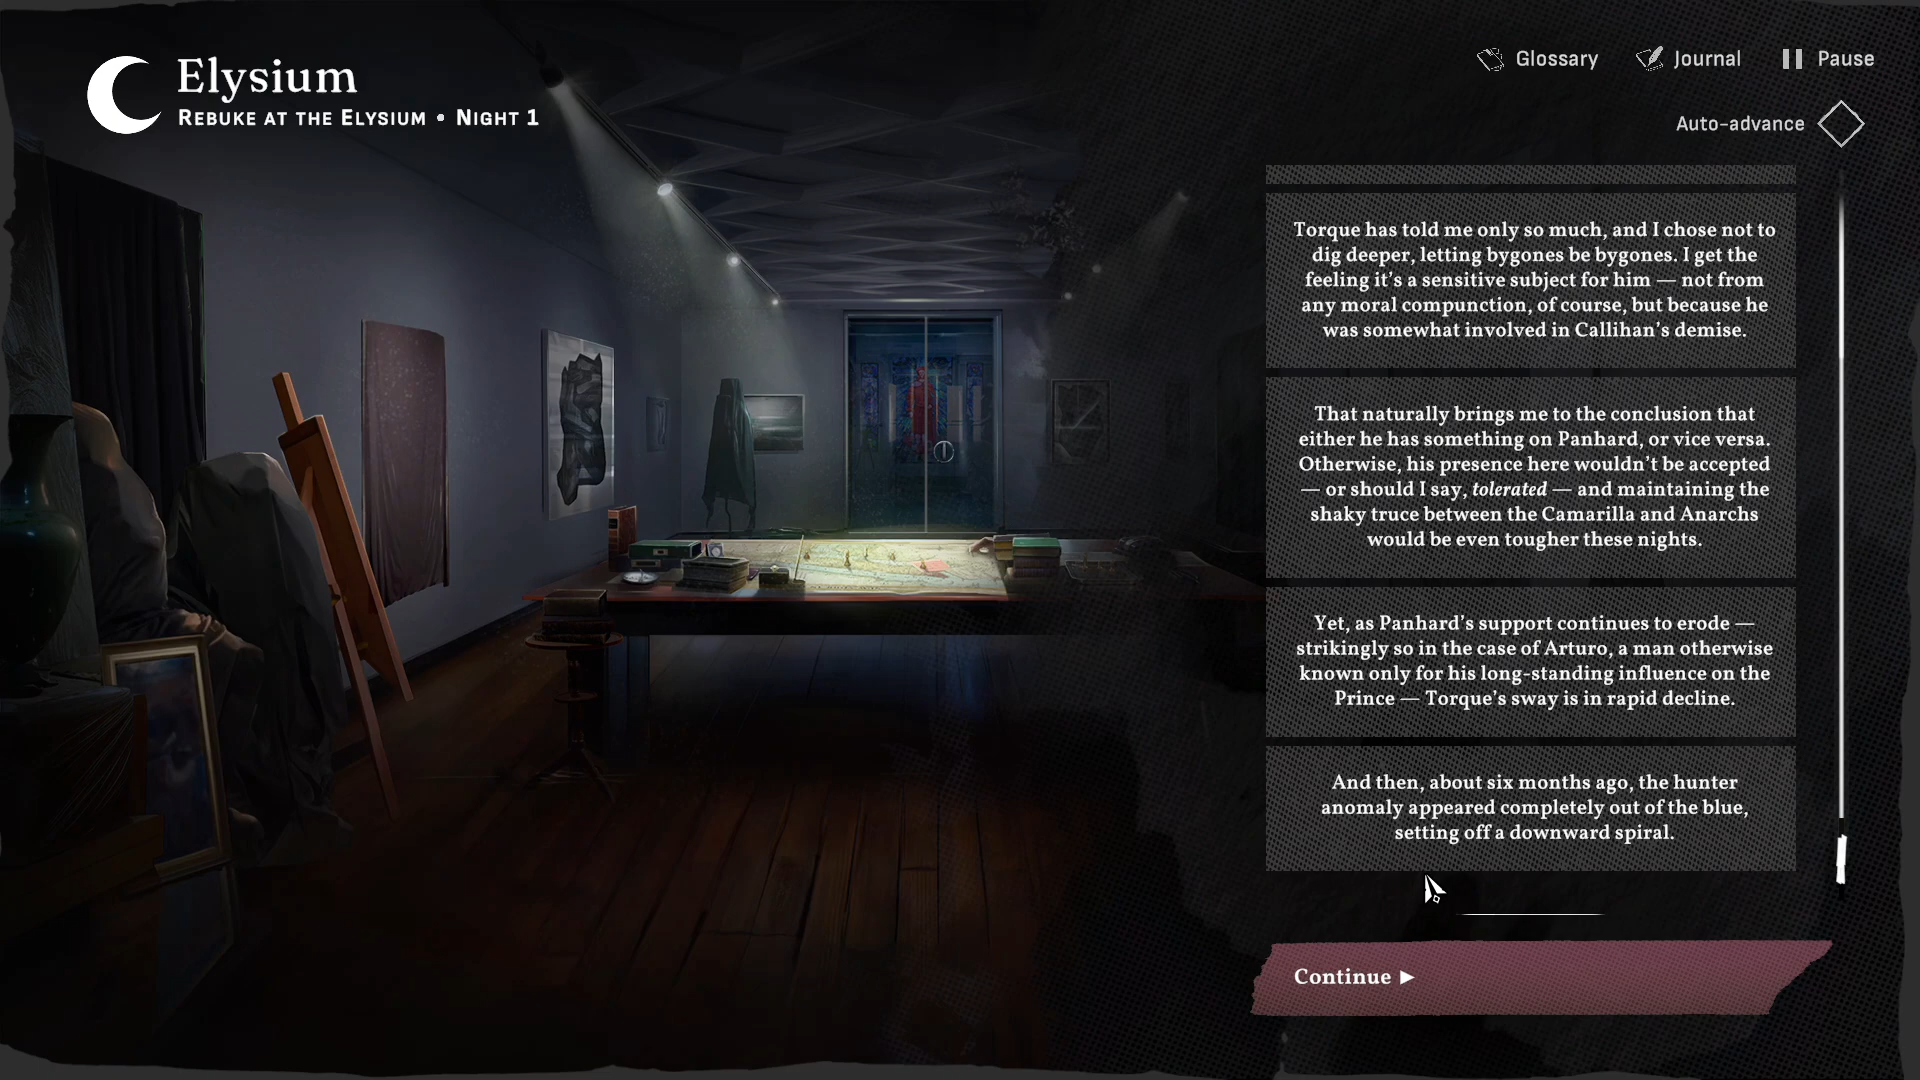 Elysium
Rebuke at the Elysium • Night 1
Glossary
Journal
Pause
Auto-advance
Torque has told me only so much, and I chose not to
dig deeper, letting bygones be bygones. I get the
feeling it’s a sensitive subject for him — not from
any moral compunction, of course, but because he
was somewhat involved in Callihan’s demise.
That naturally brings me to the conclusion that
either he has something on Panhard, or vice versa.
Otherwise, his presence here wouldn’t be accepted
— or should I say, tolerated — and maintaining the
shaky truce between the Camarilla and Anarchs
would be even tougher these nights.
Yet, as Panhard’s support continues to erode —
strikingly so in the case of Arturo, a man otherwise
known only for his long-standing influence on the
Prince — Torque’s sway is in rapid decline.
And then, about six months ago, the hunter
anomaly appeared completely out of the blue,
setting off a downward spiral.
Continue ▶